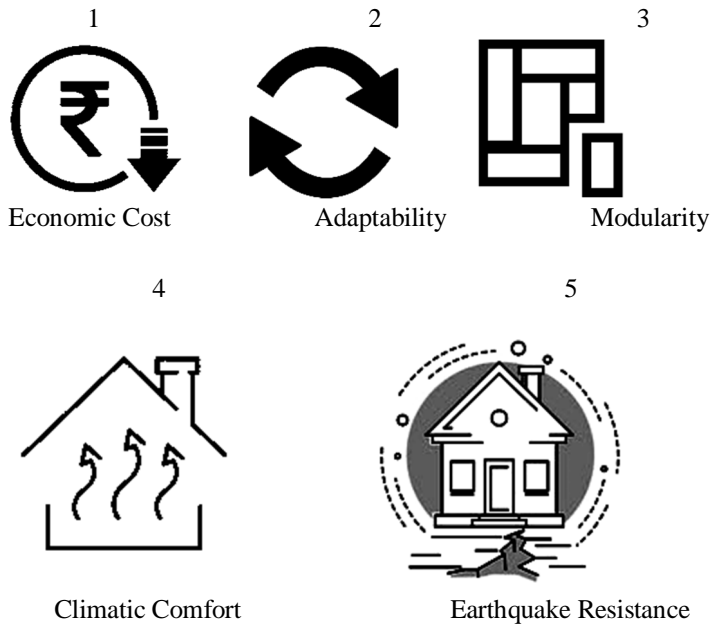 1 2 3
₹
Economic Cost Adaptability Modularity
4 5
Climatic Comfort Earthquake Resistance